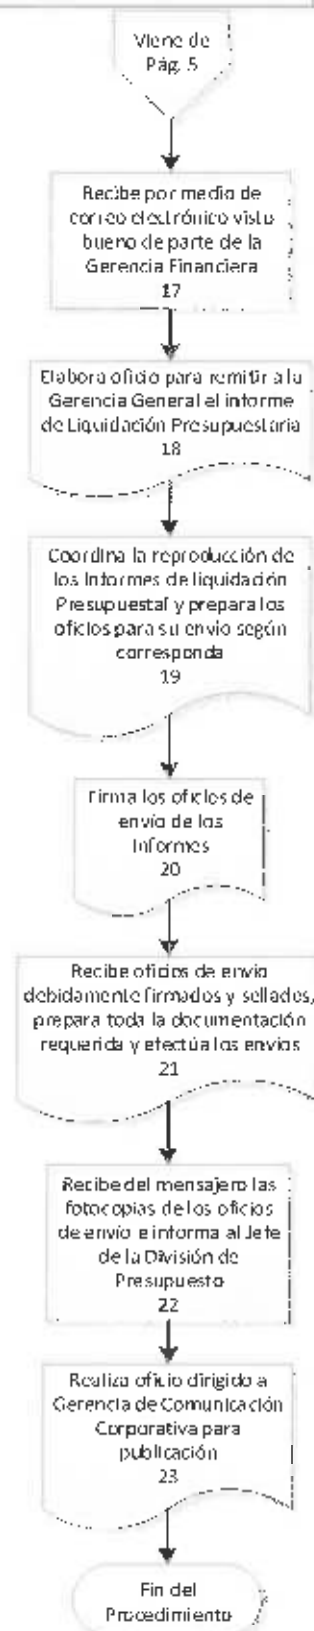 Viene de
Pág. 5
Recibe por medio de
correo electrónico visto
bueno de parte de la
Gerencia Financiera
17
Elabora oficio para remitir a la
Gerencia General el informe
de Liquidación Presupuestaria
18
Coordina la reproducción de
los Informes de liquidación
Presupuestal y prepara los
oficios para su envio según
corresponda
19
Firma los oficios de
envío de los
Informes
20
Recibe oficios de envio
debidamente firmados y sellados,
prepara toda la documentación
requerida y efectúa los envios
21
Recibe del mensajero las
fotocopias de los oficios
de envio e informa al Jefe
de la División de
Presupuesto
22
Realiza oficio dirigido a
Gerencia de Comunicación
Corporativa para
publicación
23
Fin del
Procedimiento